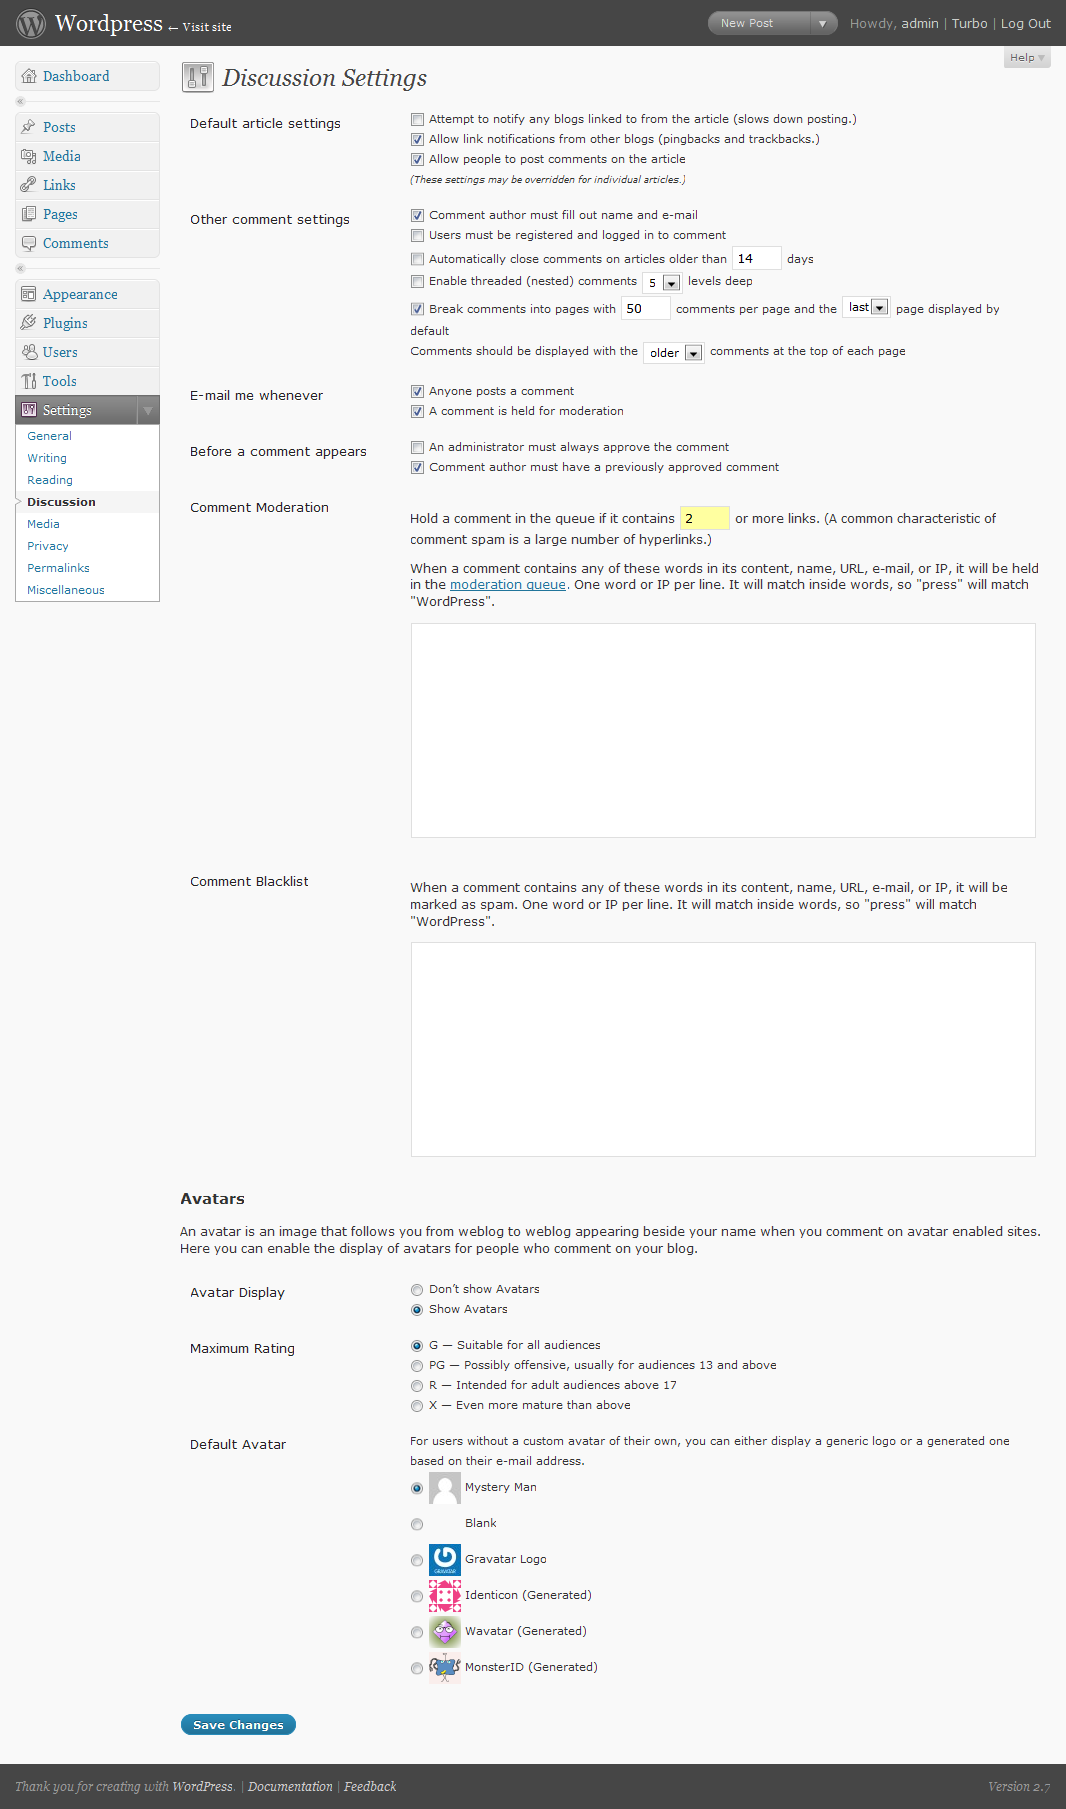 Wordpress ← Visit site
New Post
Howdy, admin | Turbo | Log Out
Help
Dashboard
Posts
Media
Links
Pages
Comments
Appearance
Plugins
Users
Tools
Settings
General
Writing
Reading
Discussion
Media
Privacy
Permalinks
Miscellaneous
Discussion Settings
Default article settings
Attempt to notify any blogs linked to from the article (slows down posting.)
Allow link notifications from other blogs (pingbacks and trackbacks.)
Allow people to post comments on the article
(These settings may be overridden for individual articles.)
Other comment settings
Comment author must fill out name and e-mail
Users must be registered and logged in to comment
Automatically close comments on articles older than 14 days
Enable threaded (nested) comments 5 levels deep
Break comments into pages with 50 comments per page and the last page displayed by
default
Comments should be displayed with the older comments at the top of each page
E-mail me whenever
Anyone posts a comment
A comment is held for moderation
Before a comment appears
An administrator must always approve the comment
Comment author must have a previously approved comment
Comment Moderation
Hold a comment in the queue if it contains 2 or more links. (A common characteristic of
comment spam is a large number of hyperlinks.)
When a comment contains any of these words in its content, name, URL, e-mail, or IP, it will be held
in the moderation queue. One word or IP per line. It will match inside words, so "press" will match
"WordPress".
Comment Blacklist
When a comment contains any of these words in its content, name, URL, e-mail, or IP, it will be
marked as spam. One word or IP per line. It will match inside words, so "press" will match
"WordPress".
Avatars
An avatar is an image that follows you from weblog to weblog appearing beside your name when you comment on avatar enabled sites.
Here you can enable the display of avatars for people who comment on your blog.
Avatar Display
Don’t show Avatars
Show Avatars
Maximum Rating
G — Suitable for all audiences
PG — Possibly offensive, usually for audiences 13 and above
R — Intended for adult audiences above 17
X — Even more mature than above
Default Avatar
For users without a custom avatar of their own, you can either display a generic logo or a generated one
based on their e-mail address.
Mystery Man
Blank
GRAVATAR
Gravatar Logo
Identicon (Generated)
Wavatar (Generated)
MonsterID (Generated)
Save Changes
Thank you for creating with WordPress. | Documentation | Feedback
Version 2.7